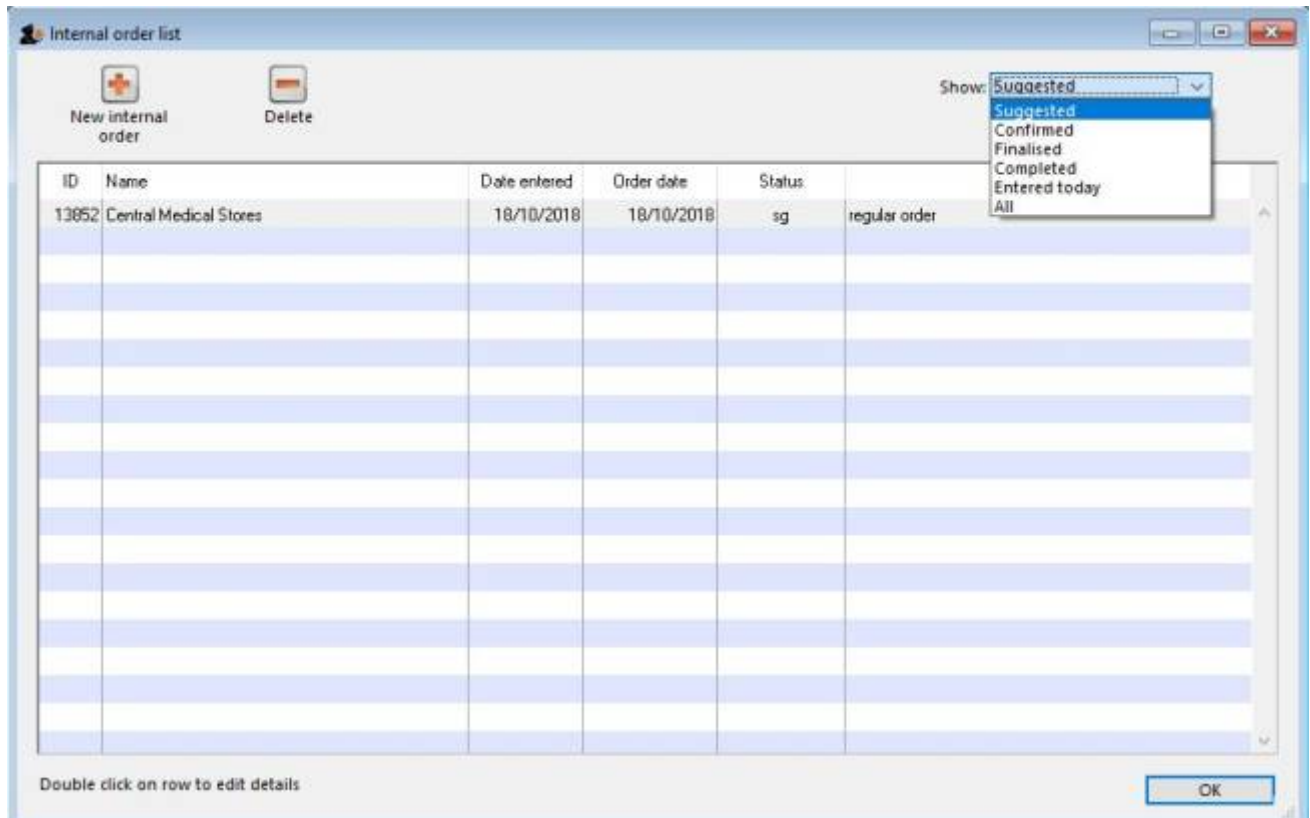 Internal order list
New internal
order
Delete
Show: Suggested
Suggested
Confirmed
Finalised
Completed
Entered today
All
ID Name Date entered Order date Status
13852 Central Medical Stores 18/10/2018 18/10/2018 sg regular order
Double click on row to edit details
OK